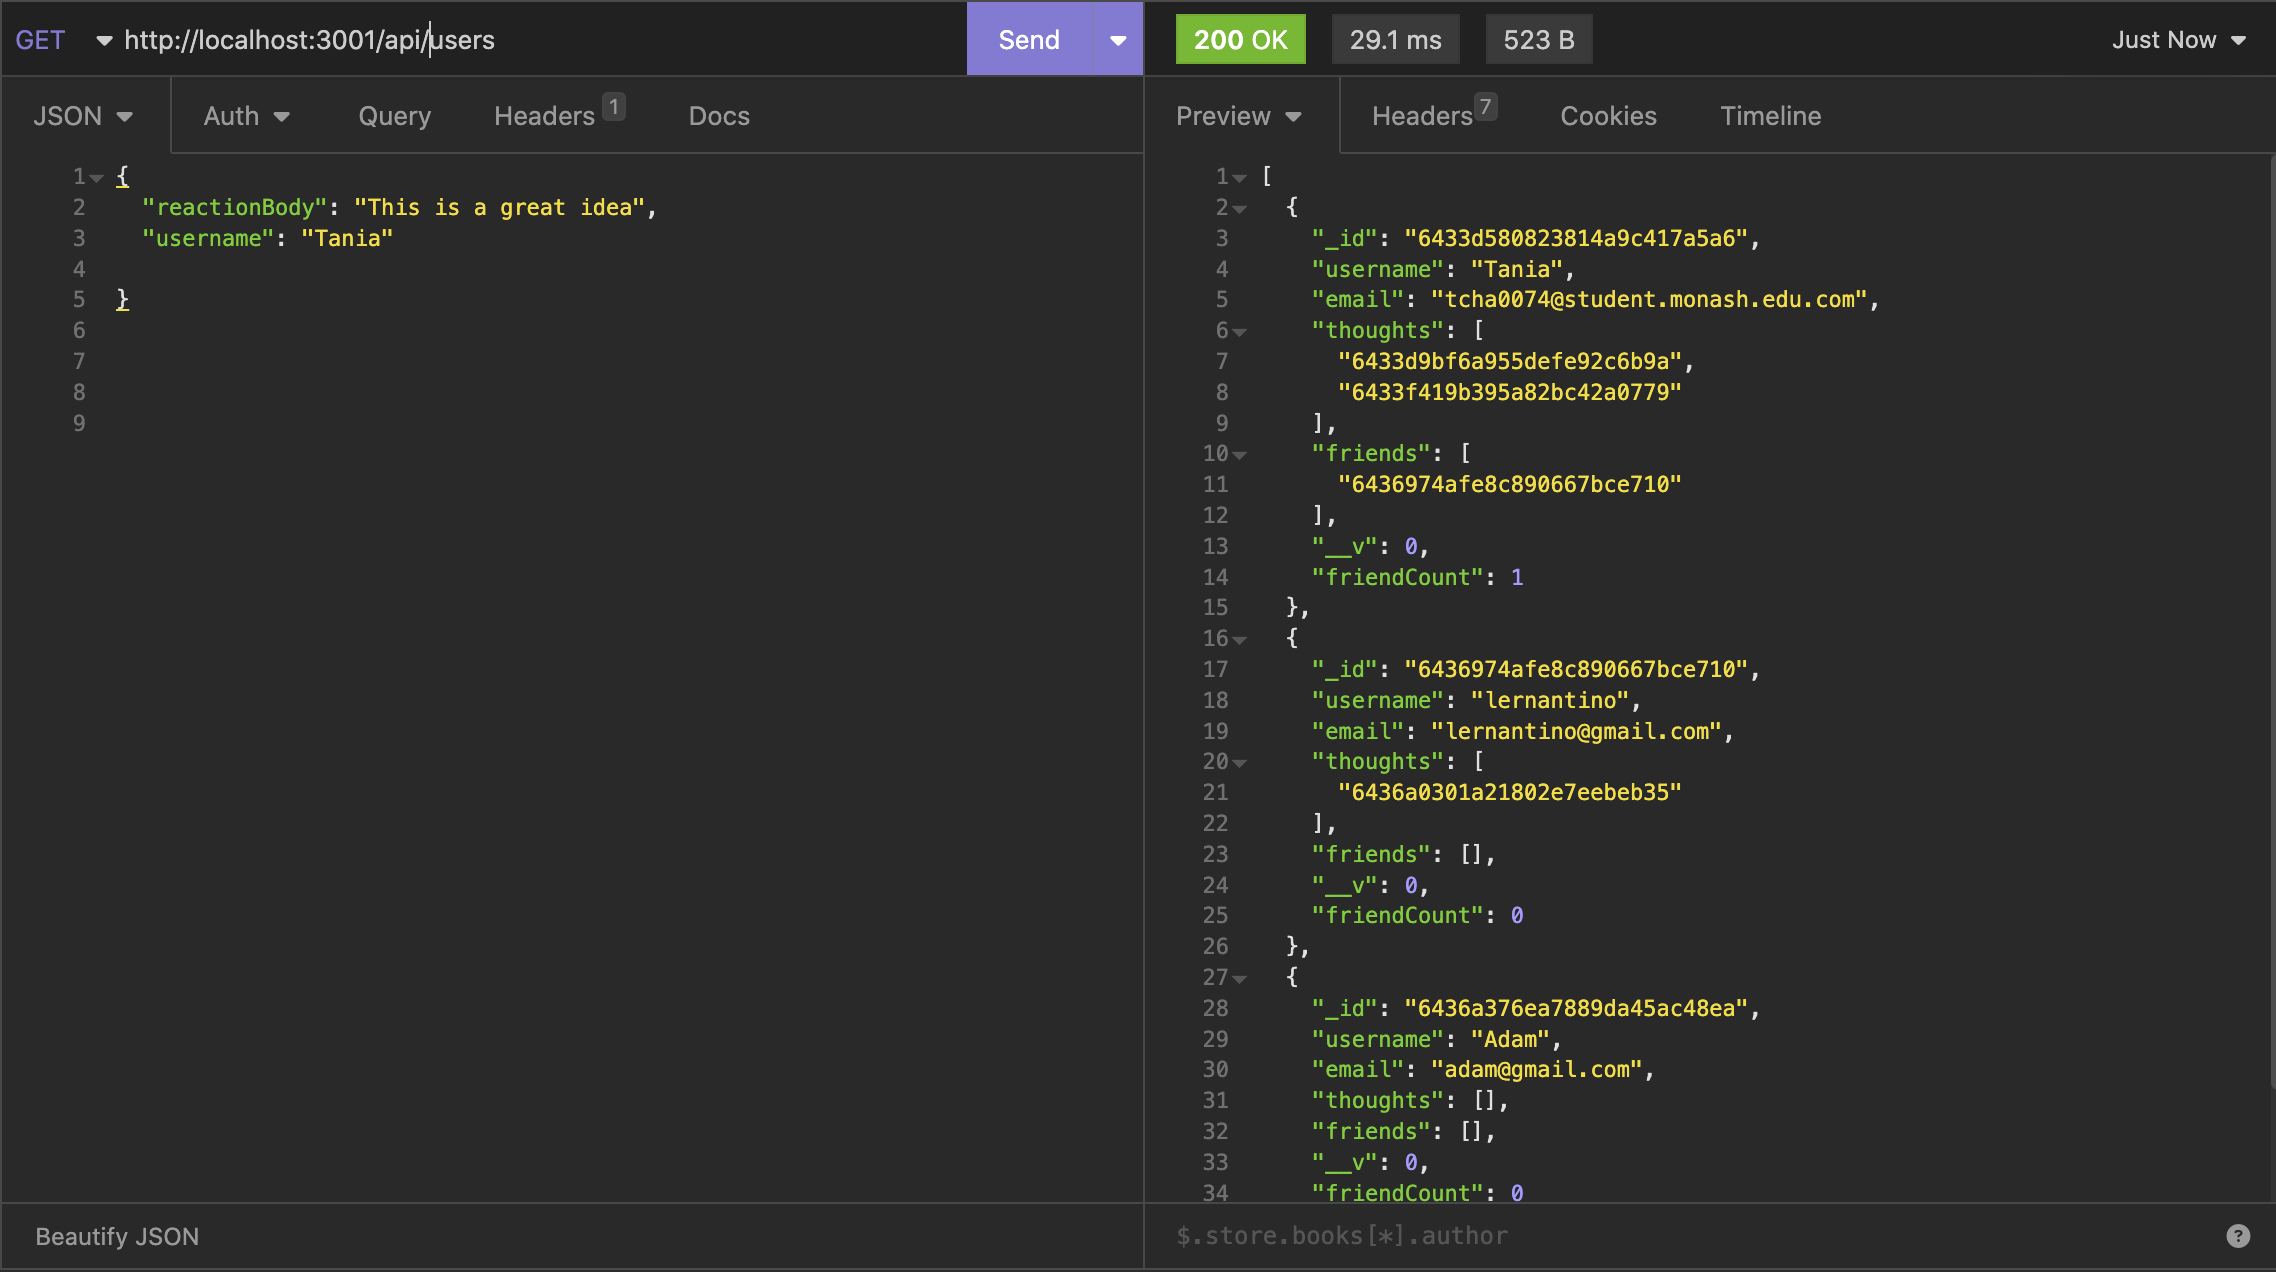 GET http://localhost:3001/api/users Send 200 OK 29.1 ms 523 B Just Now
JSON Auth Query Headers 1 Docs
Preview Headers 7 Cookies Timeline
1 {
2 "reactionBody": "This is a great idea",
3 "username": "Tania"
4
5 }
6
7
8
9
1 [
2 {
3 "_id": "6433d580823814a9c417a5a6",
4 "username": "Tania",
5 "email": "tcha0074@student.monash.edu.com",
6 "thoughts": [
7 "6433d9bf6a955defe92c6b9a",
8 "6433f419b395a82bc42a0779"
9 ],
10 "friends": [
11 "6436974afe8c890667bce710"
12 ],
13 "__v": 0,
14 "friendCount": 1
15 },
16 {
17 "_id": "6436974afe8c890667bce710",
18 "username": "lernantino",
19 "email": "lernantino@gmail.com",
20 "thoughts": [
21 "6436a0301a21802e7eebeb35"
22 ],
23 "friends": [],
24 "__v": 0,
25 "friendCount": 0
26 },
27 {
28 "_id": "6436a376ea7889da45ac48ea",
29 "username": "Adam",
30 "email": "adam@gmail.com",
31 "thoughts": [],
32 "friends": [],
33 "__v": 0,
34 "friendCount": 0
Beautify JSON
$.store.books[*].author ?